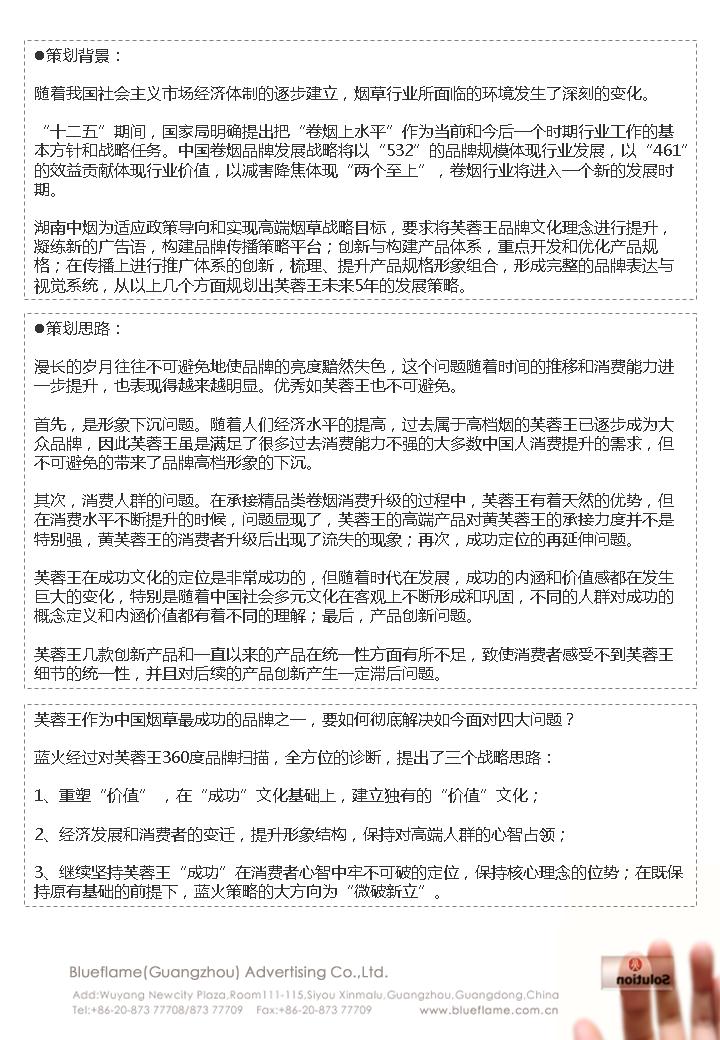 ●策划背景：
随着我国社会主义市场经济体制的逐步建立，烟草行业所面临的环境发生了深刻的变化。
“十二五”期间，国家局明确提出把“卷烟上水平”作为当前和今后一个时期行业工作的基
本方针和战略任务。中国卷烟品牌发展战略将以“532”的品牌规模体现行业发展，以“461”
的效益贡献体现行业价值，以减害降焦体现“两个至上”，卷烟行业将进入一个新的发展时
期。
湖南中烟为适应政策导向和实现高端烟草战略目标，要求将芙蓉王品牌文化理念进行提升，
凝练新的广告语，构建品牌传播策略平台；创新与构建产品体系，重点开发和优化产品规
格；在传播上进行推广体系的创新，梳理、提升产品规格形象组合，形成完整的品牌表达与
视觉系统，从以上几个方面规划出芙蓉王未来5年的发展策略。
●策划思路：
漫长的岁月往往不可避免地使品牌的亮度黯然失色，这个问题随着时间的推移和消费能力进
一步提升，也表现得越来越明显。优秀如芙蓉王也不可避免。
首先，是形象下沉问题。随着人们经济水平的提高，过去属于高档烟的芙蓉王已逐步成为大
众品牌，因此芙蓉王虽是满足了很多过去消费能力不强的大多数中国人消费提升的需求，但
不可避免的带来了品牌高档形象的下沉。
其次，消费人群的问题。在承接精品类卷烟消费升级的过程中，芙蓉王有着天然的优势，但
在消费水平不断提升的时候，问题显现了，芙蓉王的高端产品对黄芙蓉王的承接力度并不是
特别强，黄芙蓉王的消费者升级后出现了流失的现象；再次，成功定位的再延伸问题。
芙蓉王在成功文化的定位是非常成功的，但随着时代在发展，成功的内涵和价值感都在发生
巨大的变化，特别是随着中国社会多元文化在客观上不断形成和巩固，不同的人群对成功的
概念定义和内涵价值都有着不同的理解；最后，产品创新问题。
芙蓉王几款创新产品和一直以来的产品在统一性方面有所不足，致使消费者感受不到芙蓉王
细节的统一性，并且对后续的产品创新产生一定滞后问题。
芙蓉王作为中国烟草最成功的品牌之一，要如何彻底解决如今面对四大问题？
蓝火经过对芙蓉王360度品牌扫描，全方位的诊断，提出了三个战略思路：
1、重塑“价值” ，在“成功”文化基础上，建立独有的“价值”文化；
2、经济发展和消费者的变迁，提升形象结构，保持对高端人群的心智占领；
3、继续坚持芙蓉王“成功”在消费者心智中牢不可破的定位，保持核心理念的位势；在既保
持原有基础的前提下，蓝火策略的大方向为“微破新立”。
Blueflame(Guangzhou) Advertising Co.,Ltd.
Add:Wuyang Newcity Plaza,Room111-115,Siyou Xinmalu,Guangzhou,Guangdong,China
Tel:+86-20-873 77708/873 77709 Fax:+86-20-873 77709 www.blueflame.com.cn
Solution